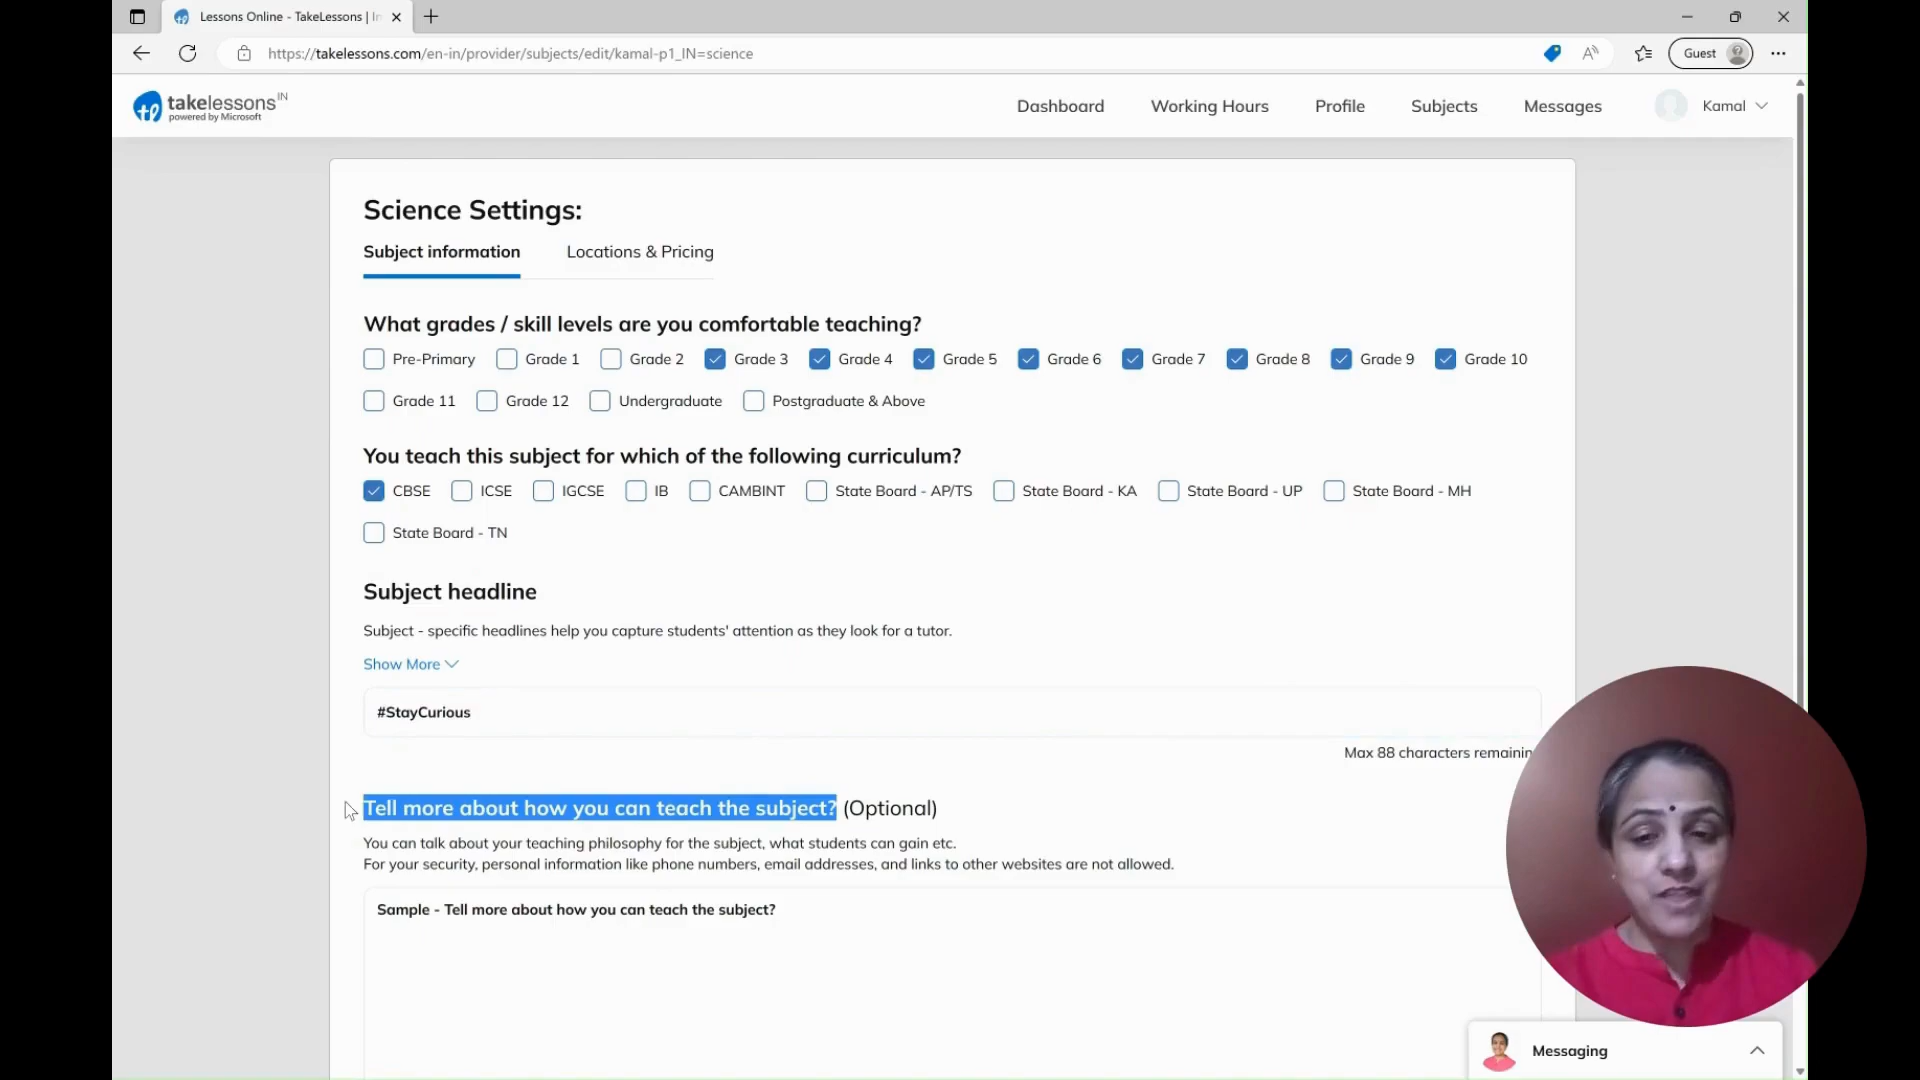 Lessons Online - TakeLessons | In
https://takelessons.com/en-in/provider/subjects/edit/kamal-p1_IN=science
Guest
takelessons IN
powered by Microsoft
Dashboard
Working Hours
Profile
Subjects
Messages
Kamal
Science Settings:
Subject information
Locations & Pricing
What grades / skill levels are you comfortable teaching?
Pre-Primary Grade 1 Grade 2 Grade 3 Grade 4 Grade 5 Grade 6 Grade 7 Grade 8 Grade 9 Grade 10
Grade 11 Grade 12 Undergraduate Postgraduate & Above
You teach this subject for which of the following curriculum?
CBSE ICSE IGCSE IB CAMBINT State Board - AP/TS State Board - KA State Board - UP State Board - MH
State Board - TN
Subject headline
Subject - specific headlines help you capture students' attention as they look for a tutor.
Show More
#StayCurious
Max 88 characters remainin
Tell more about how you can teach the subject? (Optional)
You can talk about your teaching philosophy for the subject, what students can gain etc.
For your security, personal information like phone numbers, email addresses, and links to other websites are not allowed.
Sample - Tell more about how you can teach the subject?
Messaging